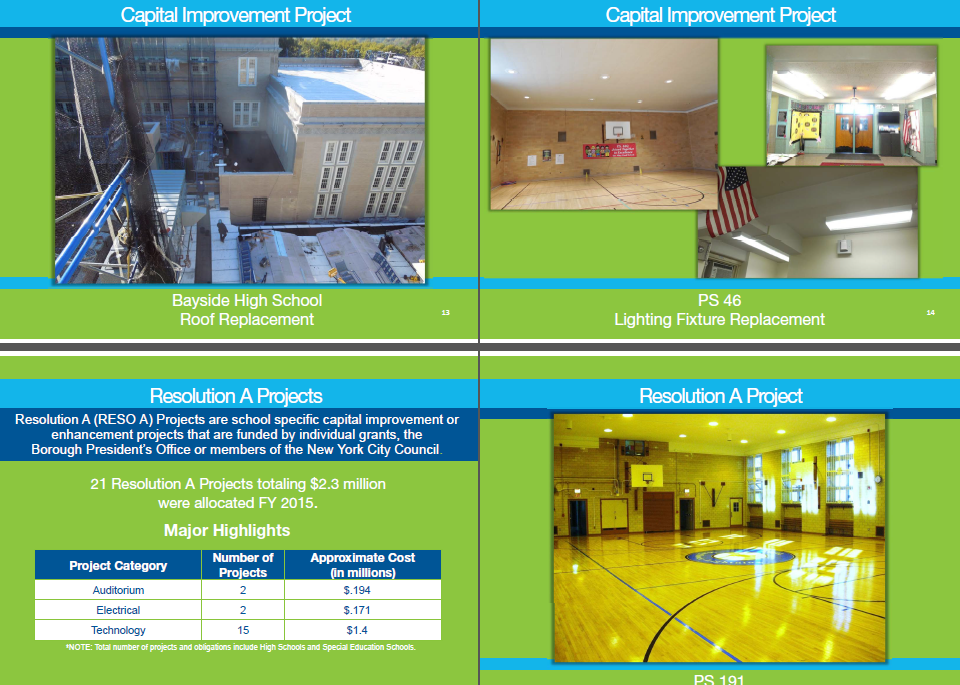 Capital Improvement Project
Bayside High School
Roof Replacement
13
Capital Improvement Project
PS 46
Lighting Fixture Replacement
14
Resolution A Projects
Resolution A (RESO A) Projects are school specific capital improvement or
enhancement projects that are funded by individual grants, the
Borough President's Office or members of the New York City Council.
21 Resolution A Projects totaling $2.3 million
were allocated FY 2015.
Major Highlights
Project Category Number of Projects Approximate Cost (in millions)
Auditorium 2 $.194
Electrical 2 $.171
Technology 15 $1.4
*NOTE: Total number of projects and obligations include High Schools and Special Education Schools.
Resolution A Project
PS 191